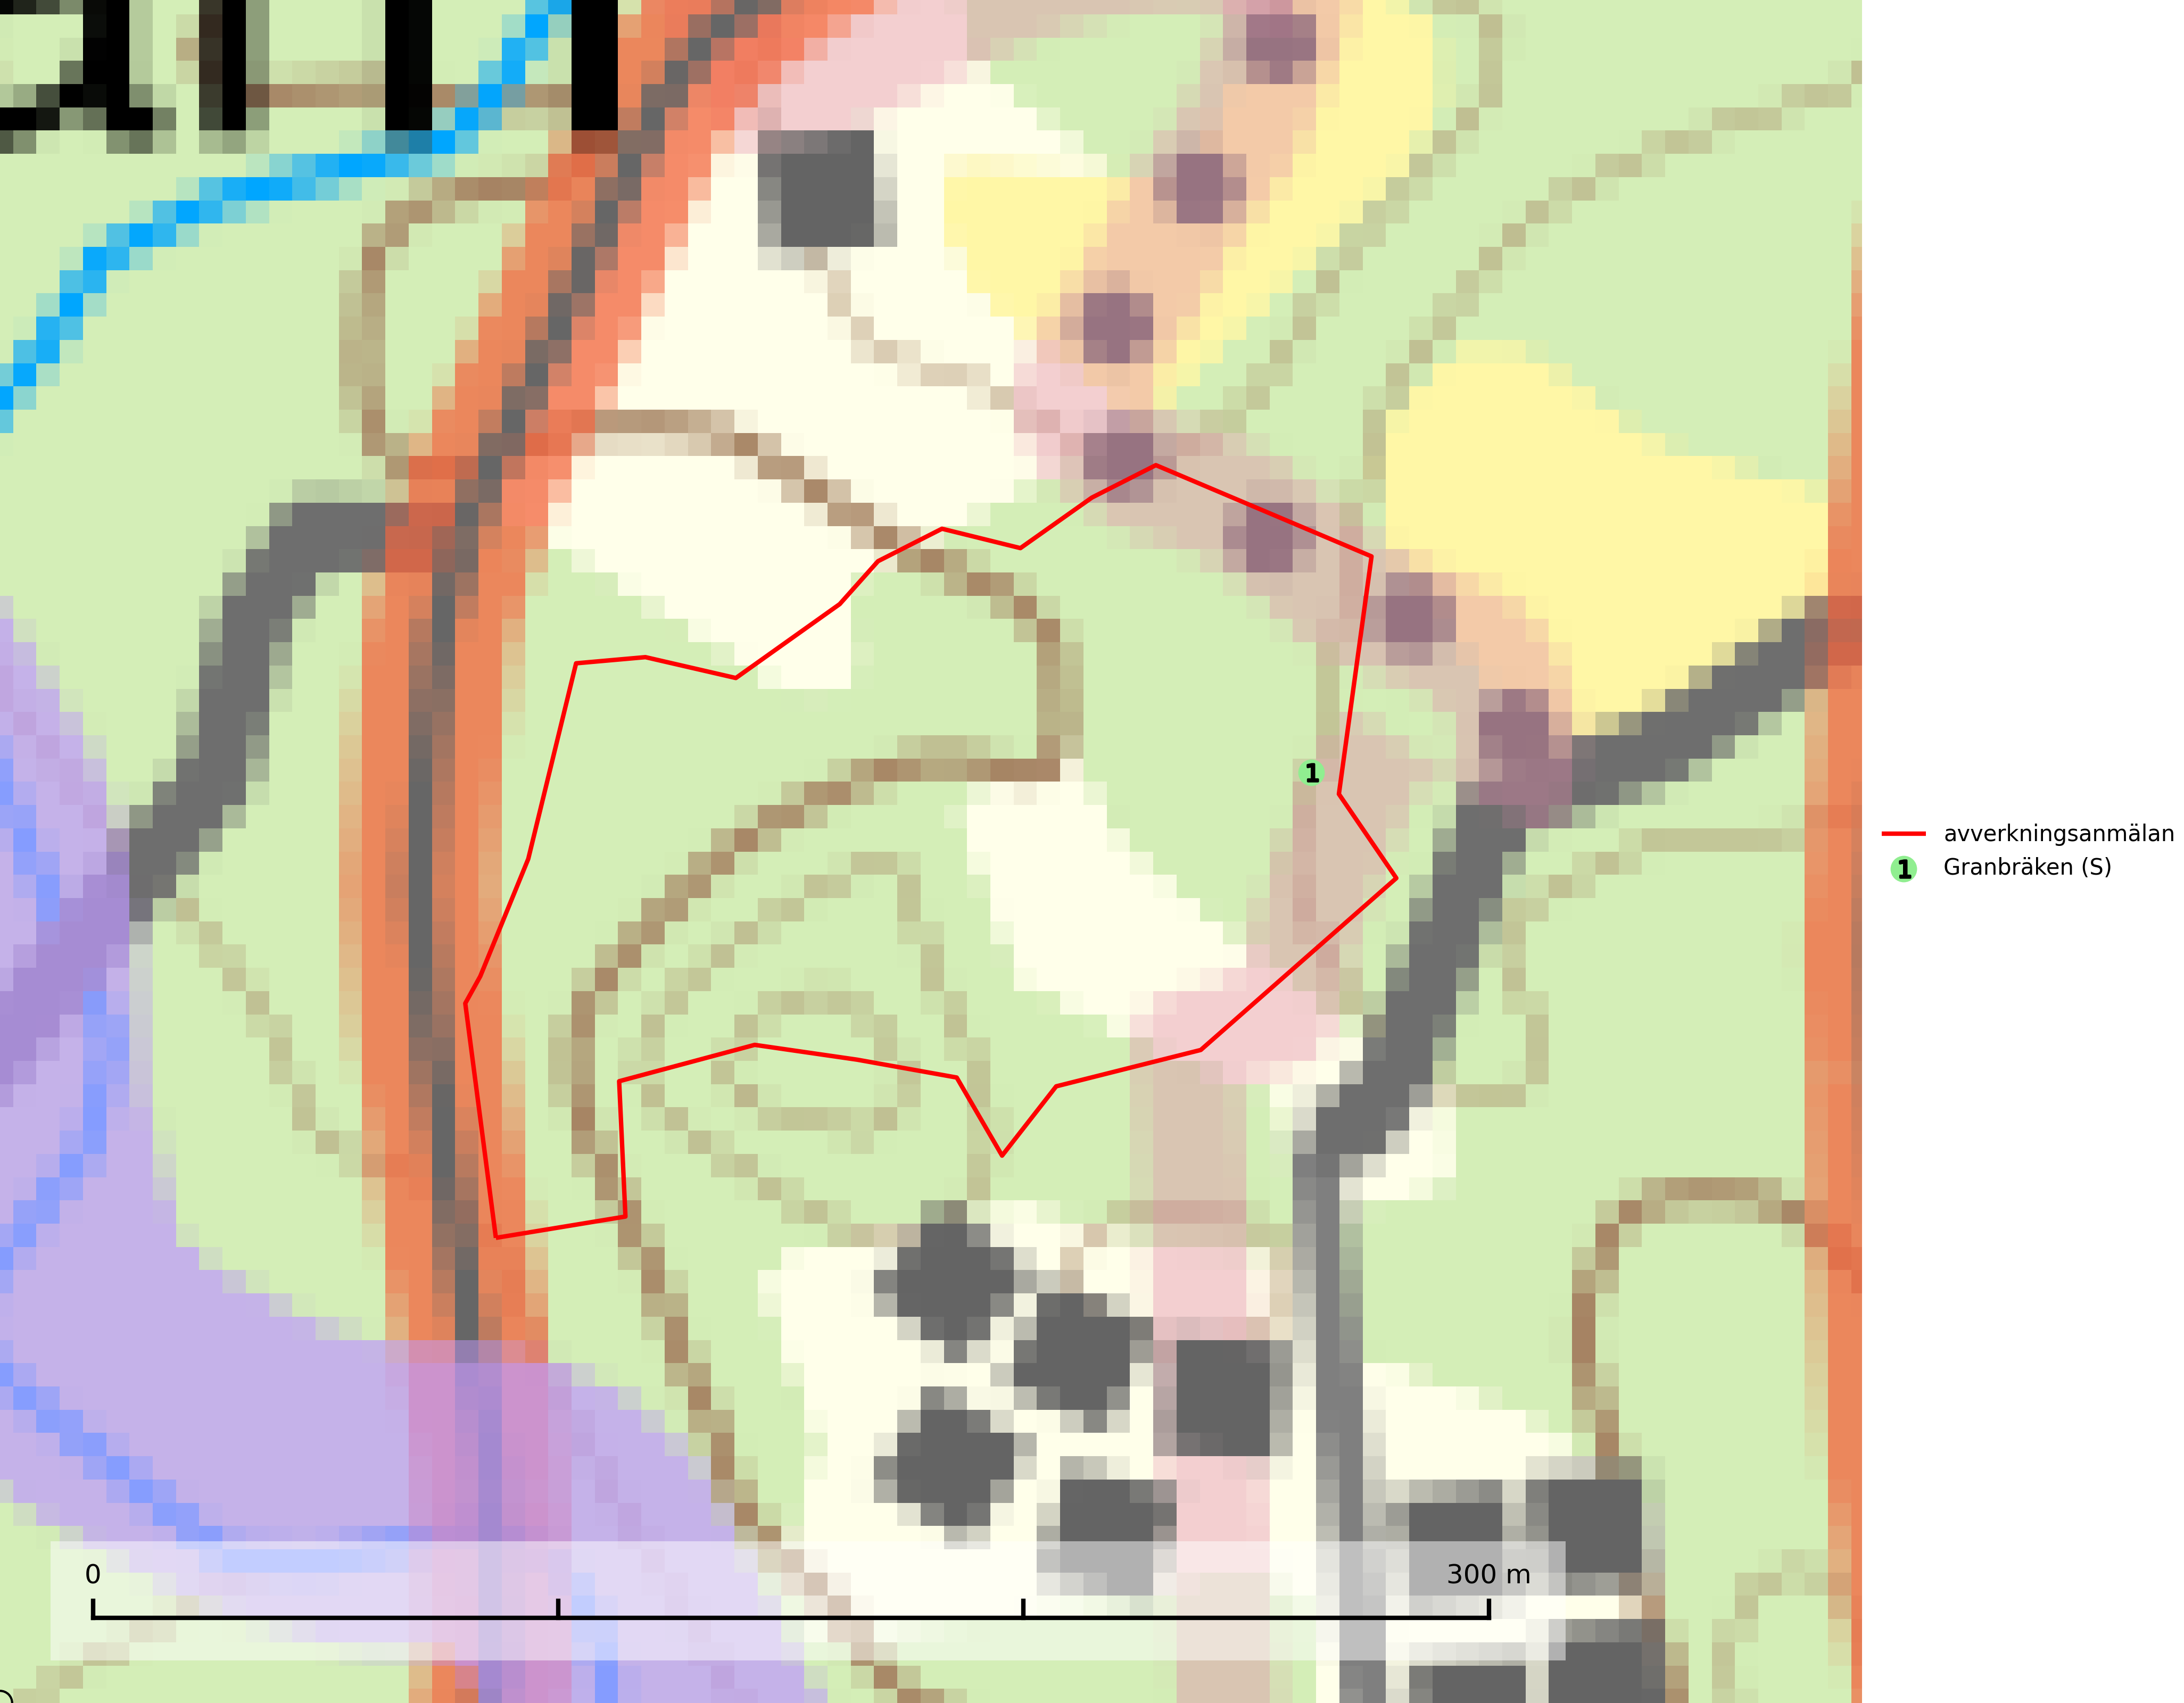 1
avverkningsanmälan
1 Granbräken (S)
0 300 m